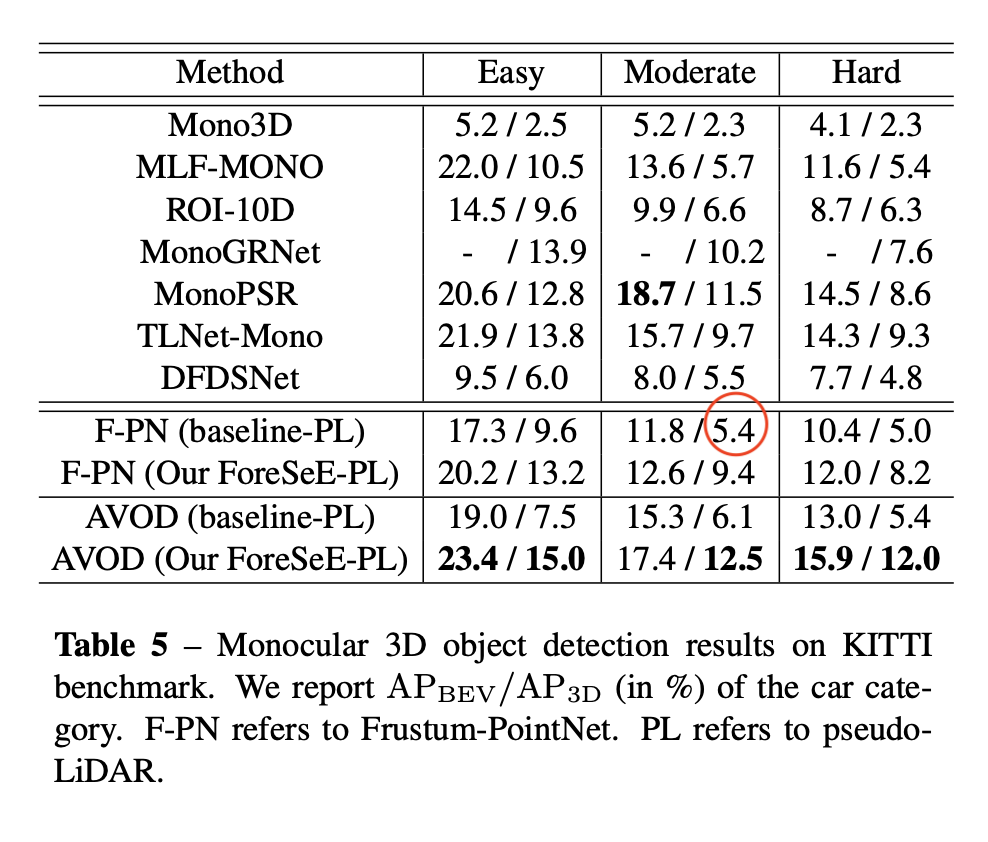 Method Easy Moderate Hard
Mono3D 5.2 / 2.5 5.2 / 2.3 4.1 / 2.3
MLF-MONO 22.0 / 10.5 13.6 / 5.7 11.6 / 5.4
ROI-10D 14.5 / 9.6 9.9 / 6.6 8.7 / 6.3
MonoGRNet - / 13.9 - / 10.2 - / 7.6
MonoPSR 20.6 / 12.8 18.7 / 11.5 14.5 / 8.6
TLNet-Mono 21.9 / 13.8 15.7 / 9.7 14.3 / 9.3
DFDSNet 9.5 / 6.0 8.0 / 5.5 7.7 / 4.8
F-PN (baseline-PL) 17.3 / 9.6 11.8 / 5.4 10.4 / 5.0
F-PN (Our ForeSeE-PL) 20.2 / 13.2 12.6 / 9.4 12.0 / 8.2
AVOD (baseline-PL) 19.0 / 7.5 15.3 / 6.1 13.0 / 5.4
AVOD (Our ForeSeE-PL) 23.4 / 15.0 17.4 / 12.5 15.9 / 12.0
Table 5 – Monocular 3D object detection results on KITTI
benchmark. We report AP_BEV/AP_3D (in %) of the car cate-
gory. F-PN refers to Frustum-PointNet. PL refers to pseudo-
LiDAR.